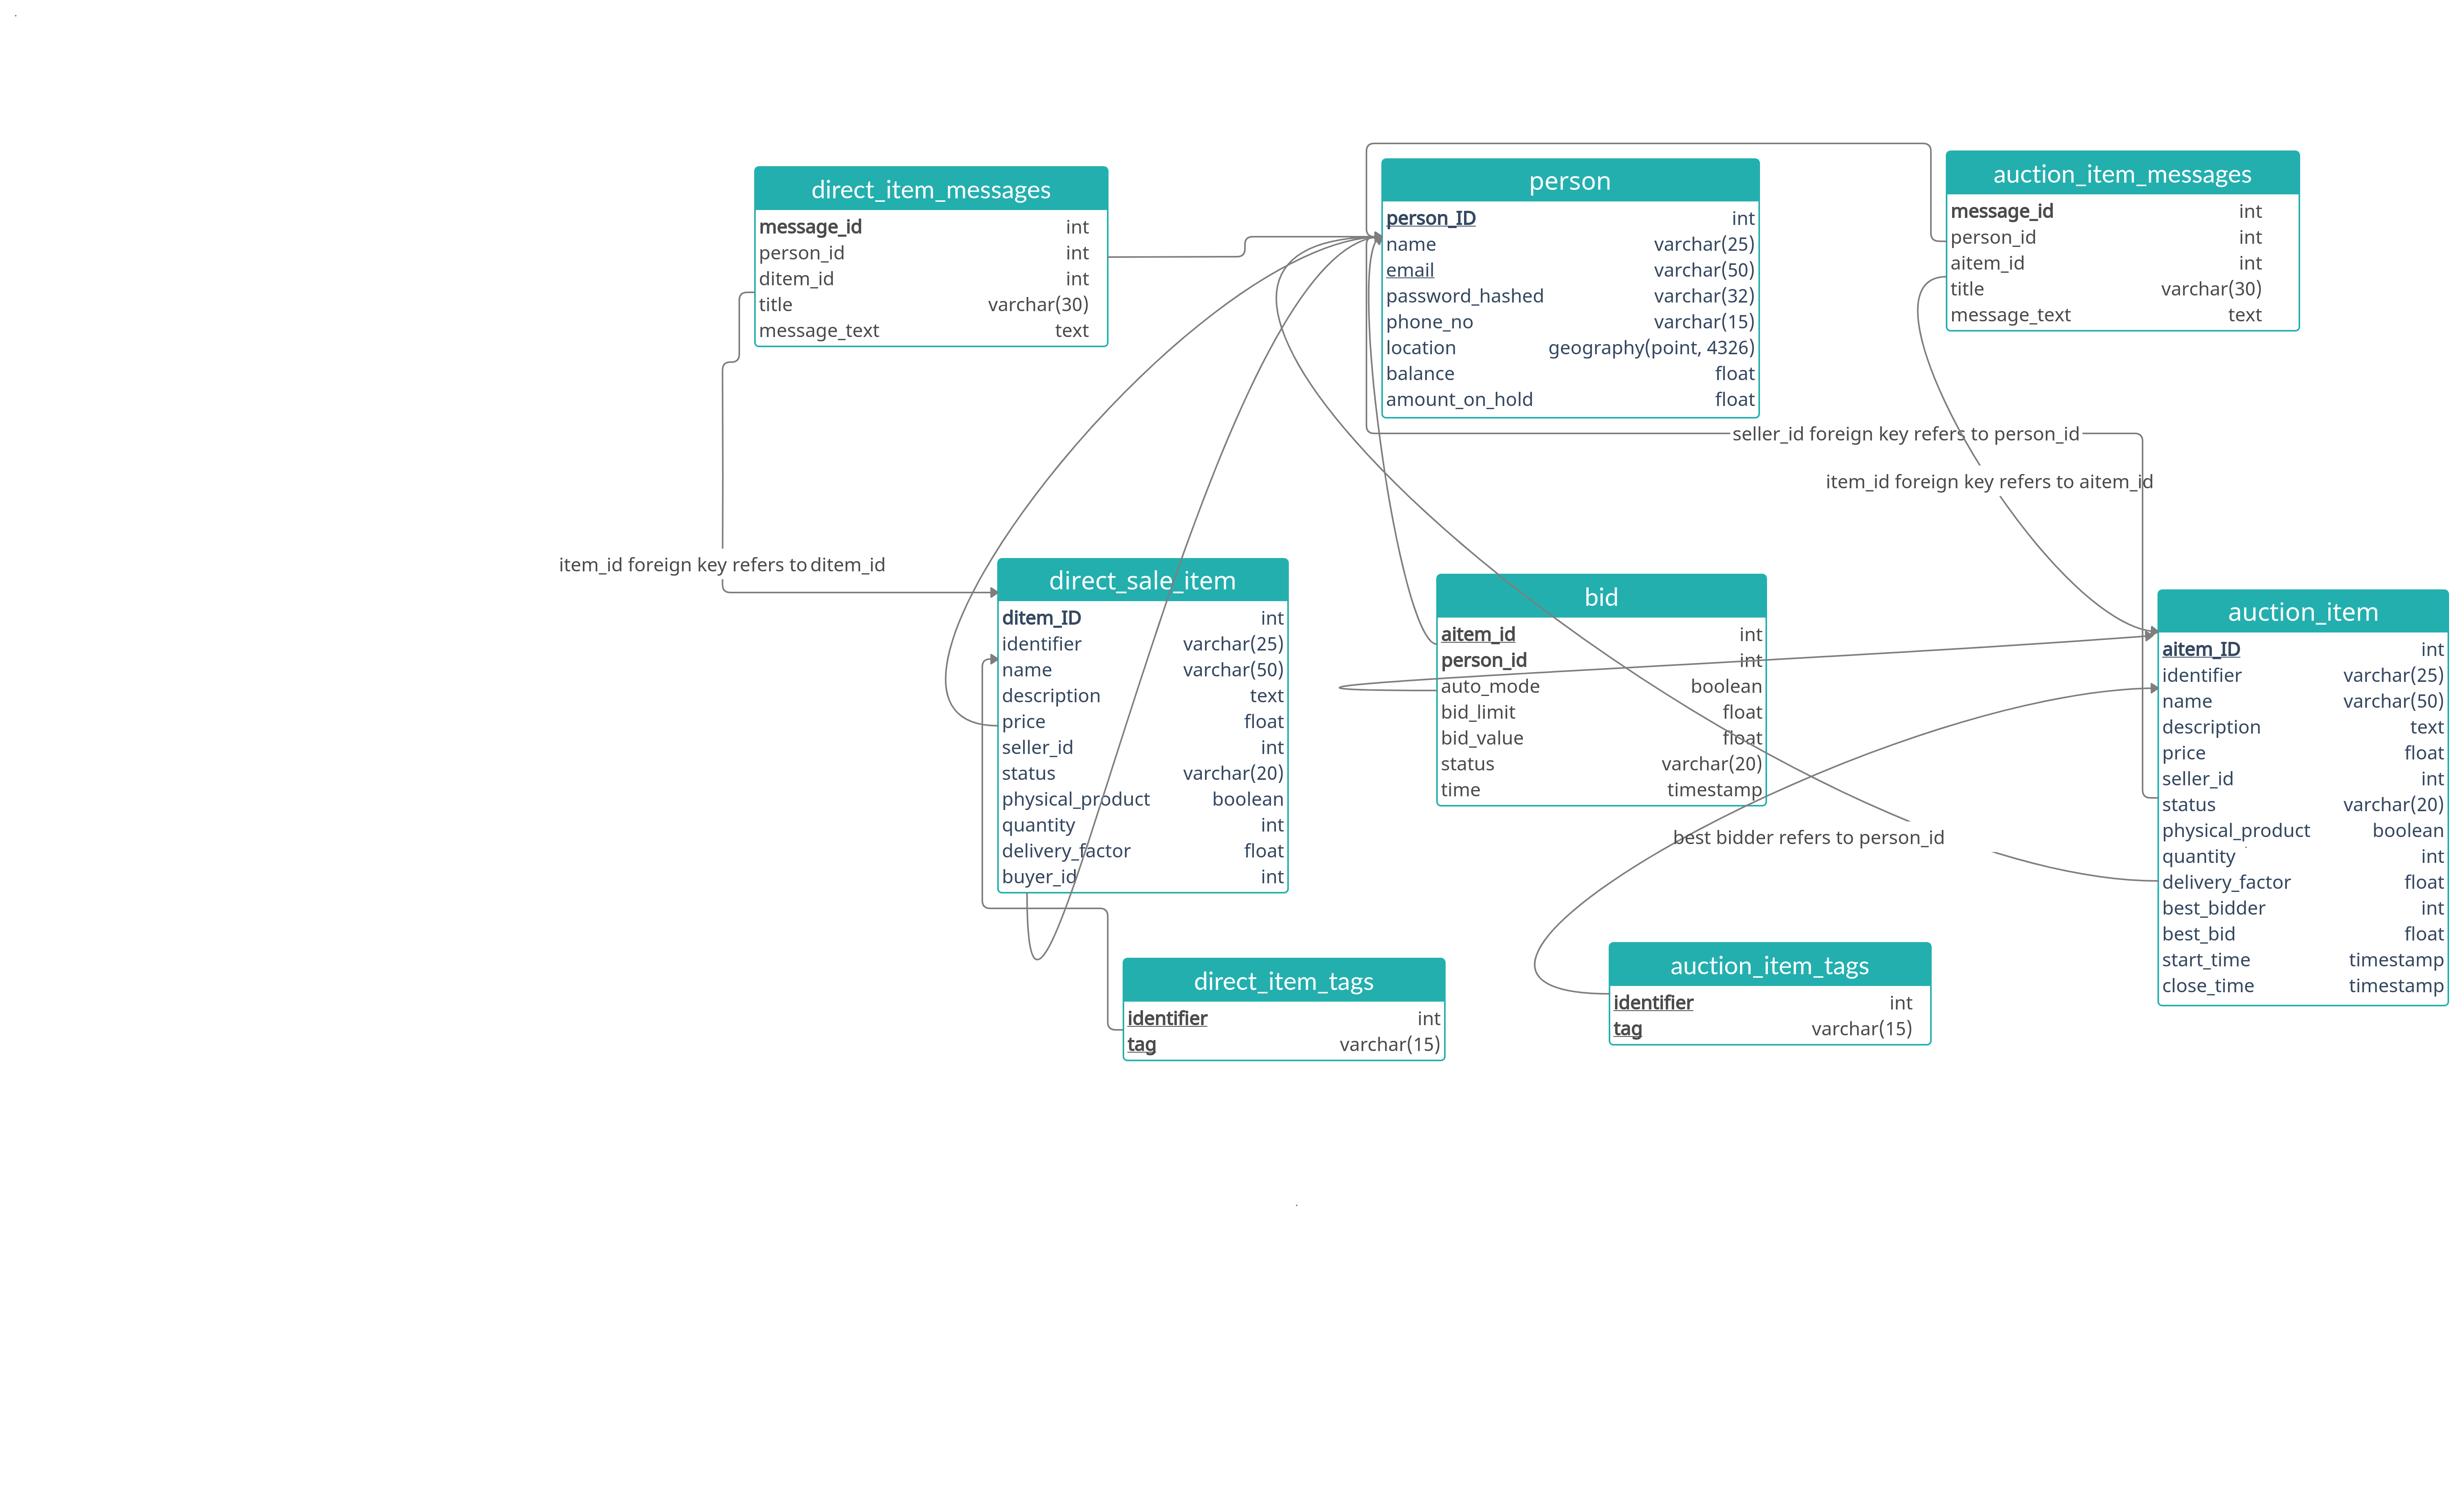 direct_item_messages
message_id int
person_id int
ditem_id int
title varchar(30)
message_text text
person
person_ID int
name varchar(25)
email varchar(50)
password_hashed varchar(32)
phone_no varchar(15)
location geography(point, 4326)
balance float
amount_on_hold float
auction_item_messages
message_id int
person_id int
aitem_id int
title varchar(30)
message_text text
seller_id foreign key refers to person_id
item_id foreign key refers to aitem_id
item_id foreign key refers to ditem_id
direct_sale_item
ditem_ID int
identifier varchar(25)
name varchar(50)
description text
price float
seller_id int
status varchar(20)
physical_product boolean
quantity int
delivery_factor float
buyer_id int
bid
aitem_id int
person_id int
auto_mode boolean
bid_limit float
bid_value float
status varchar(20)
time timestamp
auction_item
aitem_ID int
identifier varchar(25)
name varchar(50)
description text
price float
seller_id int
status varchar(20)
physical_product boolean
quantity int
delivery_factor float
best_bidder int
best_bid float
start_time timestamp
close_time timestamp
best bidder refers to person_id
direct_item_tags
identifier int
tag varchar(15)
auction_item_tags
identifier int
tag varchar(15)